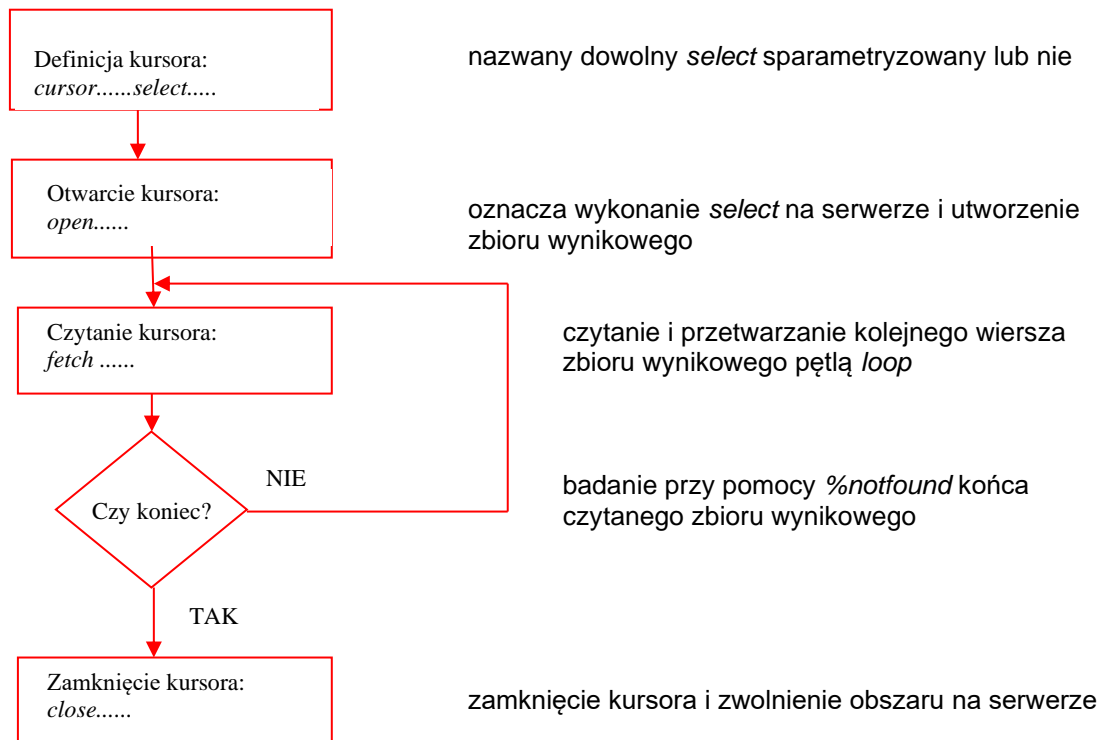 Definicja kursora:
cursor......select.....
nazwany dowolny select sparametryzowany lub nie
Otwarcie kursora:
open......
oznacza wykonanie select na serwerze i utworzenie
zbioru wynikowego
Czytanie kursora:
fetch ......
czytanie i przetwarzanie kolejnego wiersza
zbioru wynikowego pętlą loop
NIE
Czy koniec?
badanie przy pomocy %notfound końca
czytanego zbioru wynikowego
TAK
Zamknięcie kursora:
close......
zamknięcie kursora i zwolnienie obszaru na serwerze